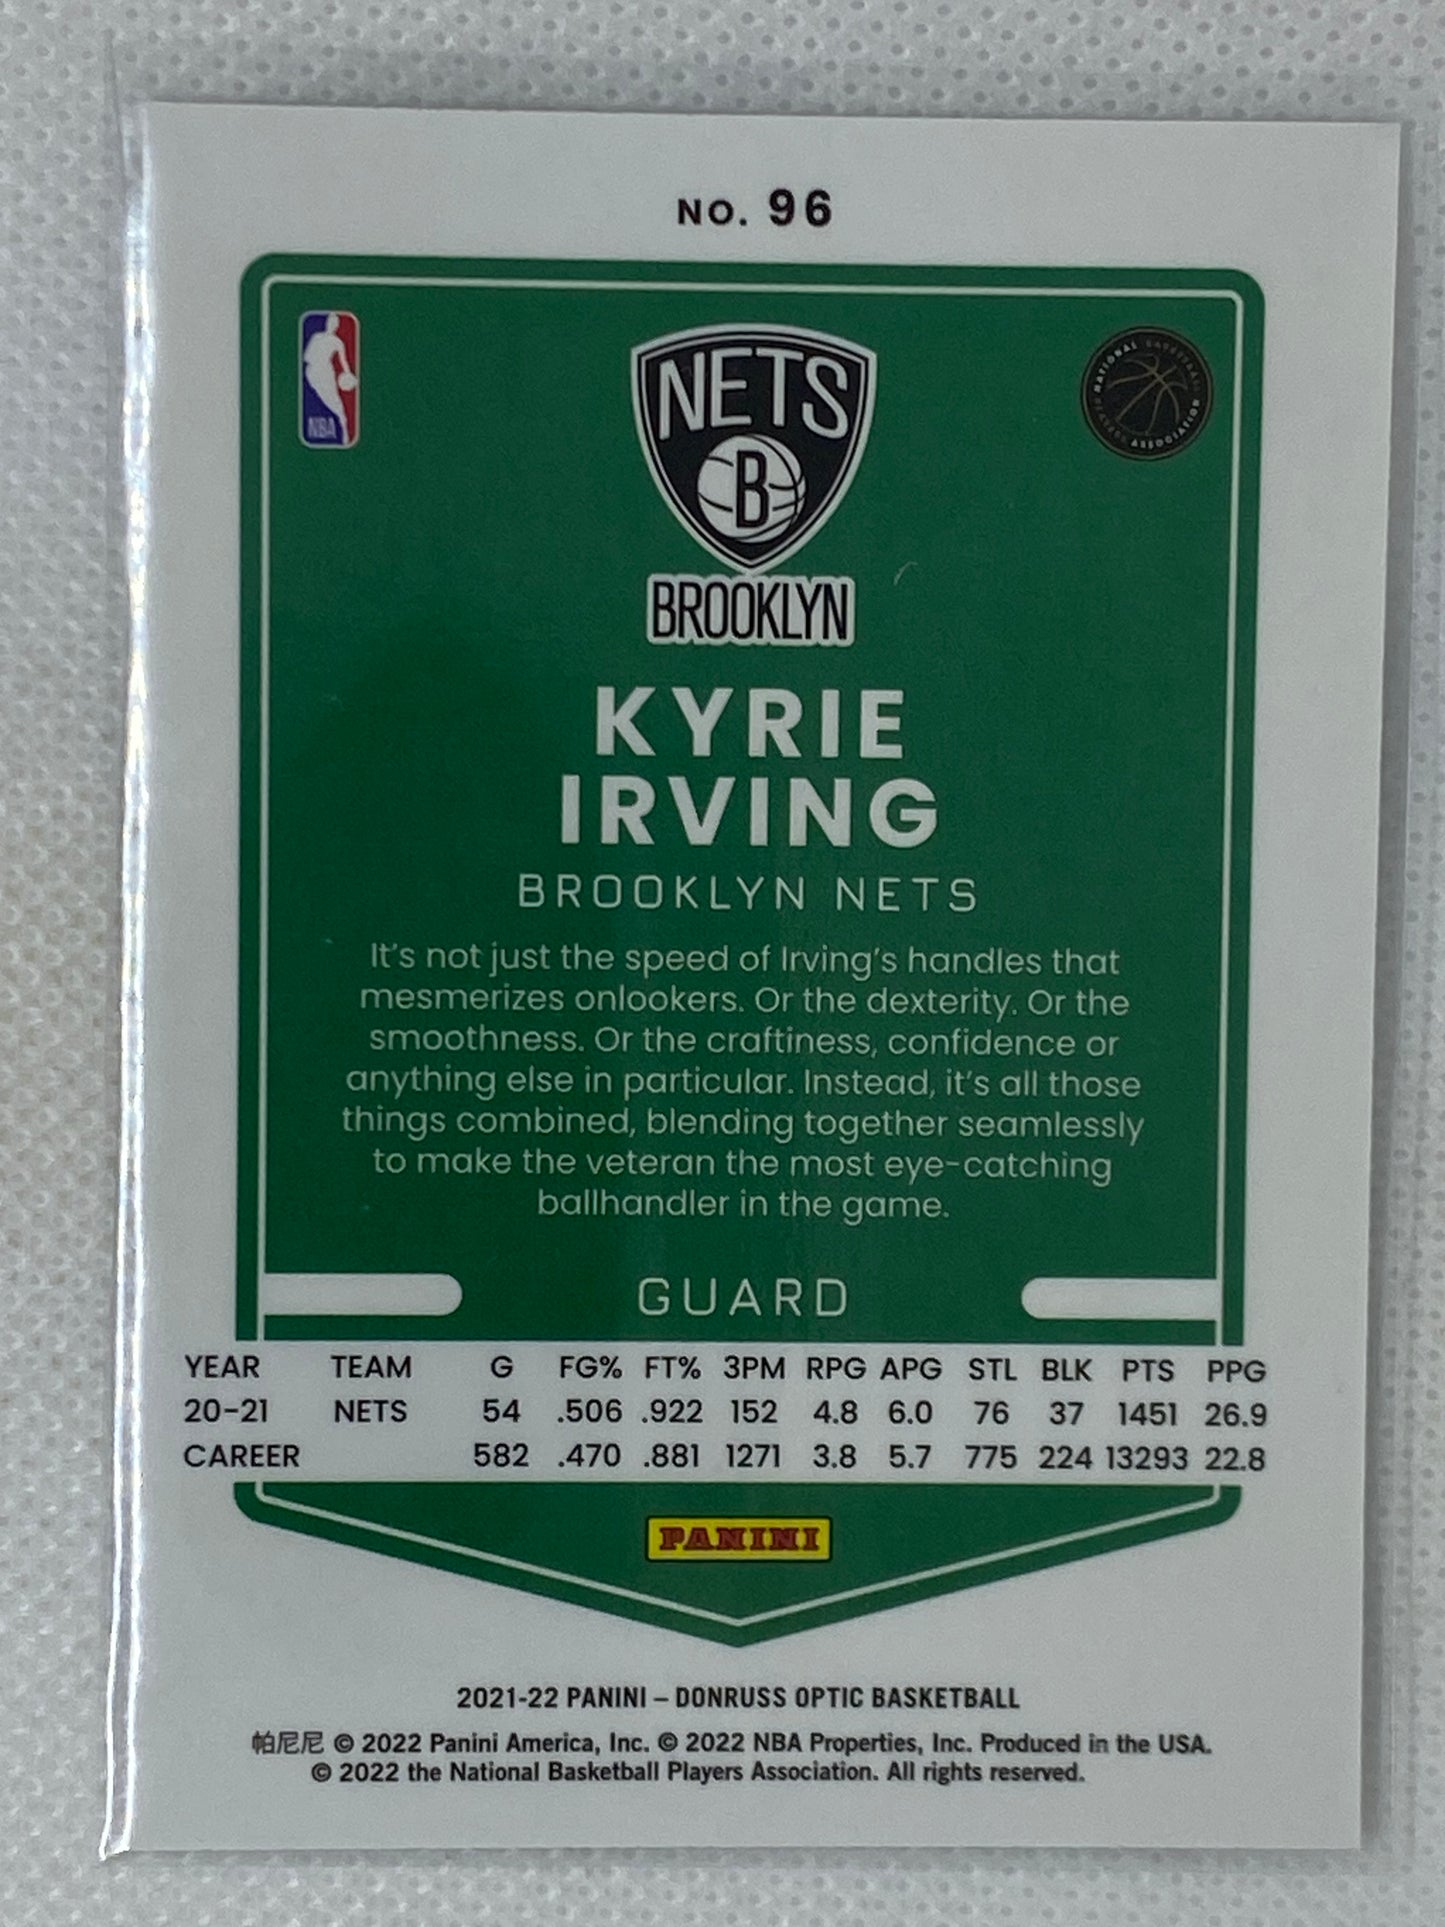 NO. 96
NBA
NETS
B
BROOKLYN
NATIONAL BASKETBALL PLAYERS ASSOCIATION
KYRIE
IRVING
BROOKLYN NETS
It's not just the speed of Irving's handles that
mesmerizes onlookers. Or the dexterity. Or the
smoothness. Or the craftiness, confidence or
anything else in particular. Instead, it's all those
things combined, blending together seamlessly
to make the veteran the most eye-catching
ballhandler in the game.
GUARD
YEAR TEAM G FG% FT% 3PM RPG APG STL BLK PTS PPG
20-21 NETS 54 .506 .922 152 4.8 6.0 76 37 1451 26.9
CAREER 582 .470 .881 1271 3.8 5.7 775 224 13293 22.8
PANINI
2021-22 PANINI – DONRUSS OPTIC BASKETBALL
帕尼尼 © 2022 Panini America, Inc. © 2022 NBA Properties, Inc. Produced in the USA.
© 2022 the National Basketball Players Association. All rights reserved.